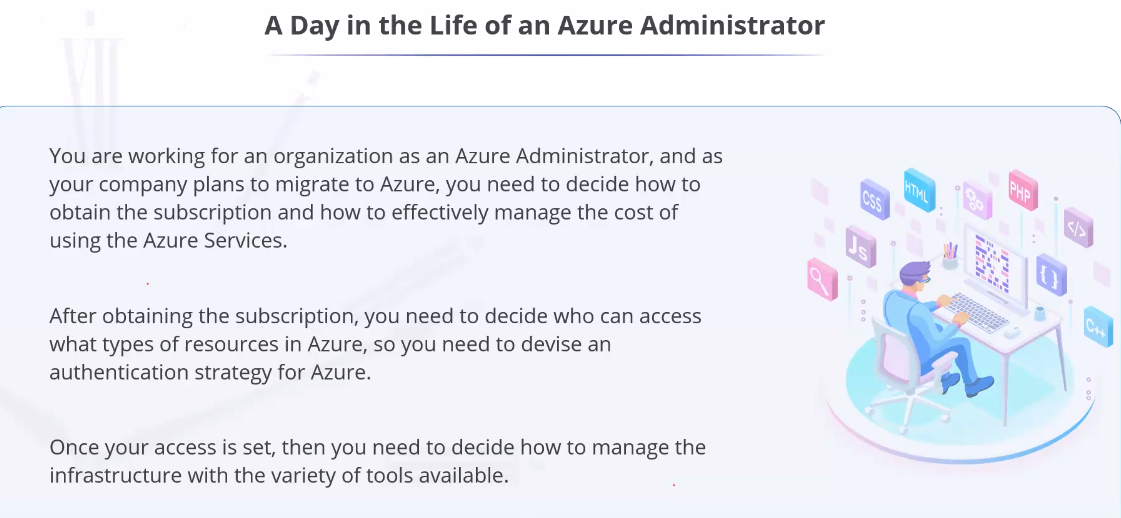 A Day in the Life of an Azure Administrator
You are working for an organization as an Azure Administrator, and as
your company plans to migrate to Azure, you need to decide how to
obtain the subscription and how to effectively manage the cost of
using the Azure Services.
After obtaining the subscription, you need to decide who can access
what types of resources in Azure, so you need to devise an
authentication strategy for Azure.
Once your access is set, then you need to decide how to manage the
infrastructure with the variety of tools available.
CSS
HTML
PHP
</>
Js
{ }
C++
VII